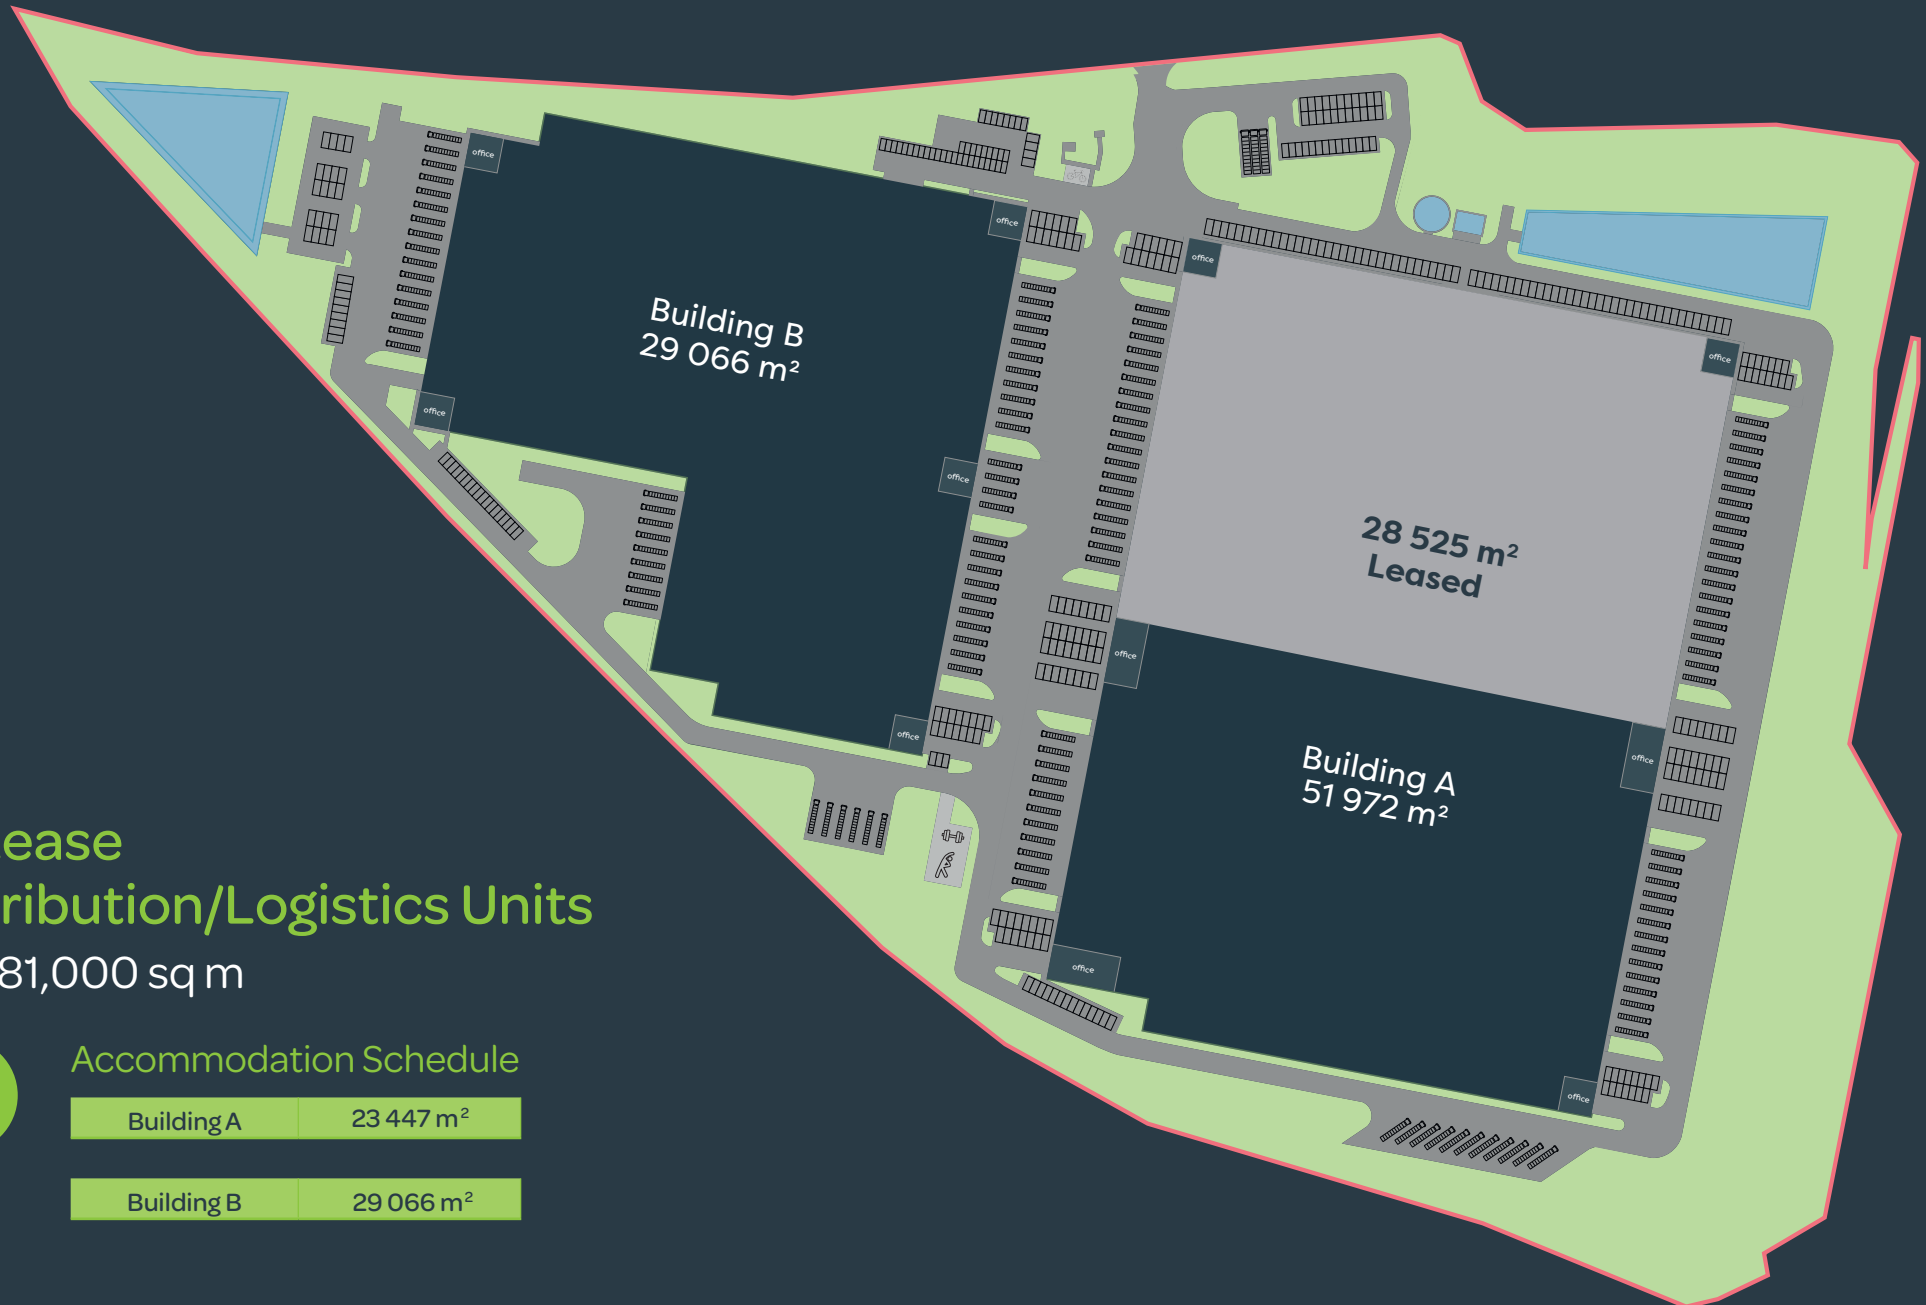 office
office
office
office
office
Building B
29 066 m²
office
office
28 525 m²
Leased
office
office
office
Building A
51 972 m²
office
office
ease
ribution/Logistics Units
81,000 sq m
Accommodation Schedule
Building A 23 447 m²
Building B 29 066 m²